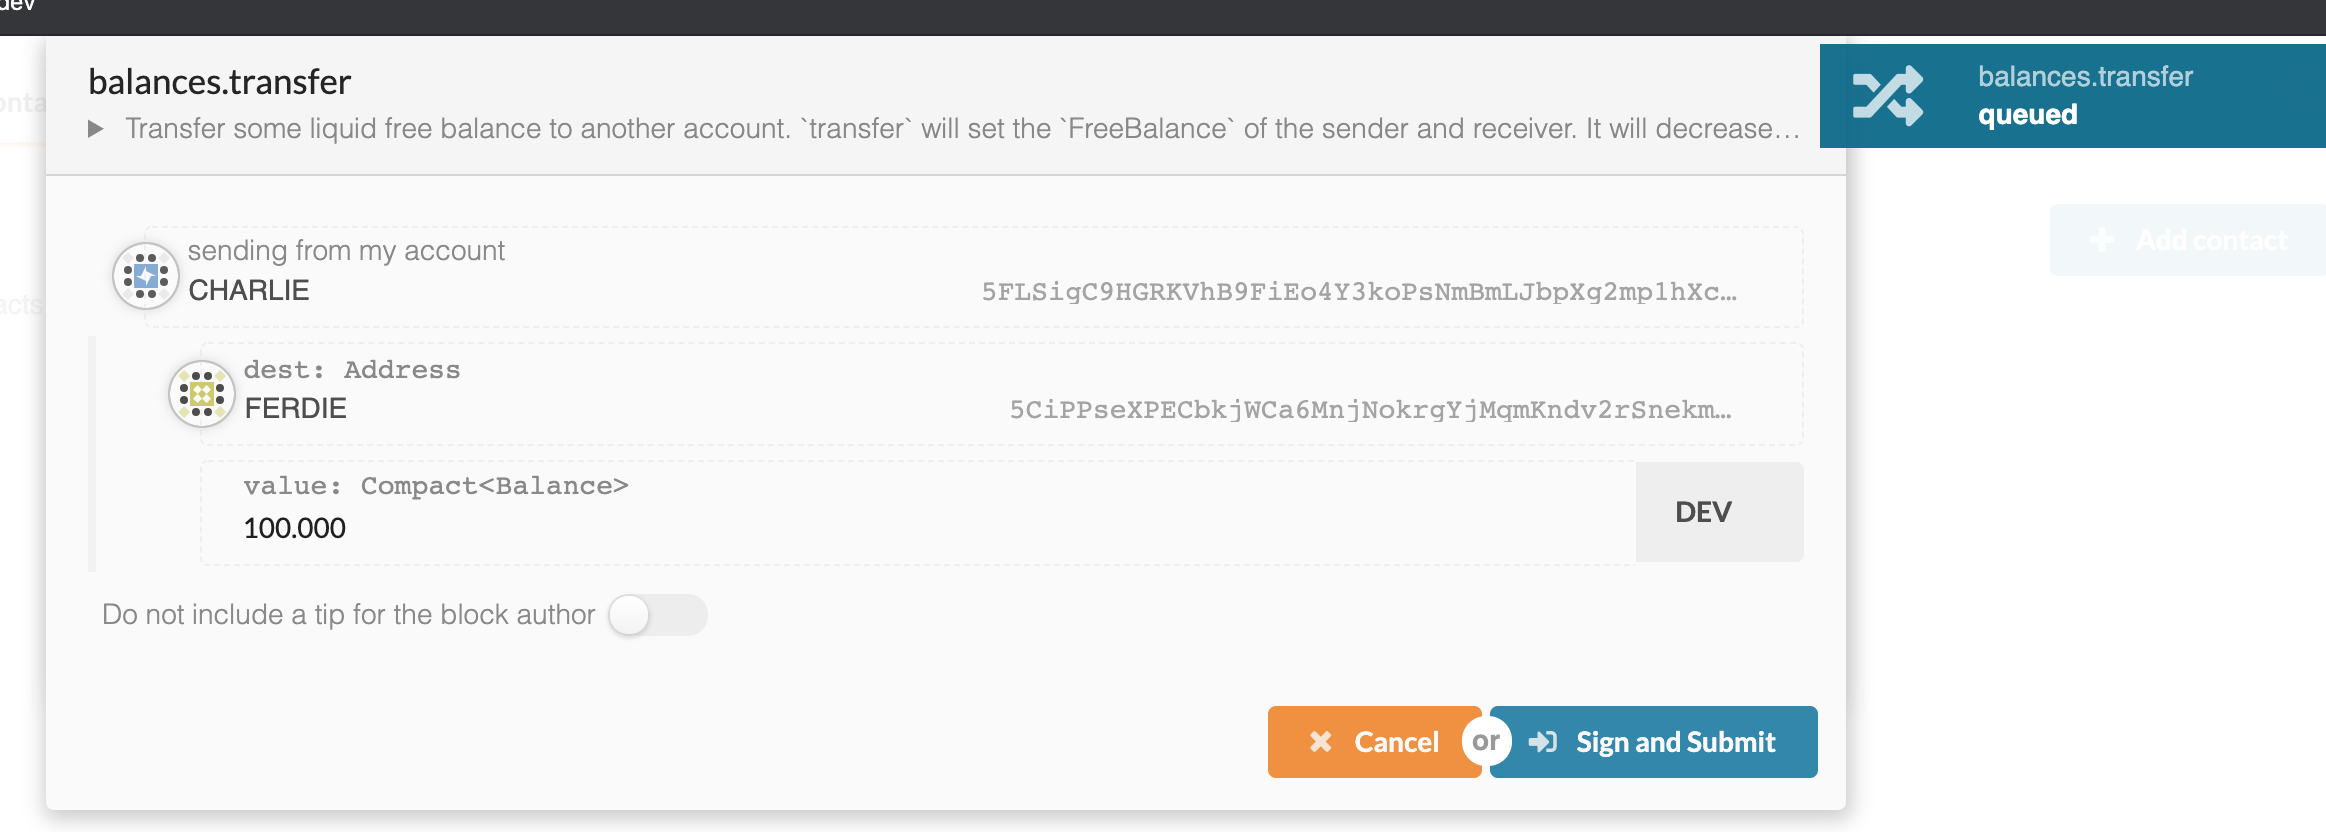 dev
balances.transfer
Transfer some liquid free balance to another account. `transfer` will set the `FreeBalance` of the sender and receiver. It will decrease…
balances.transfer
queued
Add contact
sending from my account
CHARLIE
5FLSigC9HGRKVhB9FiEo4Y3koPsNmBmLJbpXg2mp1hXc…
dest: Address
FERDIE
5CiPPseXPECbkjWCa6MnjNokrgYjMqmKndv2rSnekm…
value: Compact<Balance>
100.000
DEV
Do not include a tip for the block author
Cancel
or
Sign and Submit